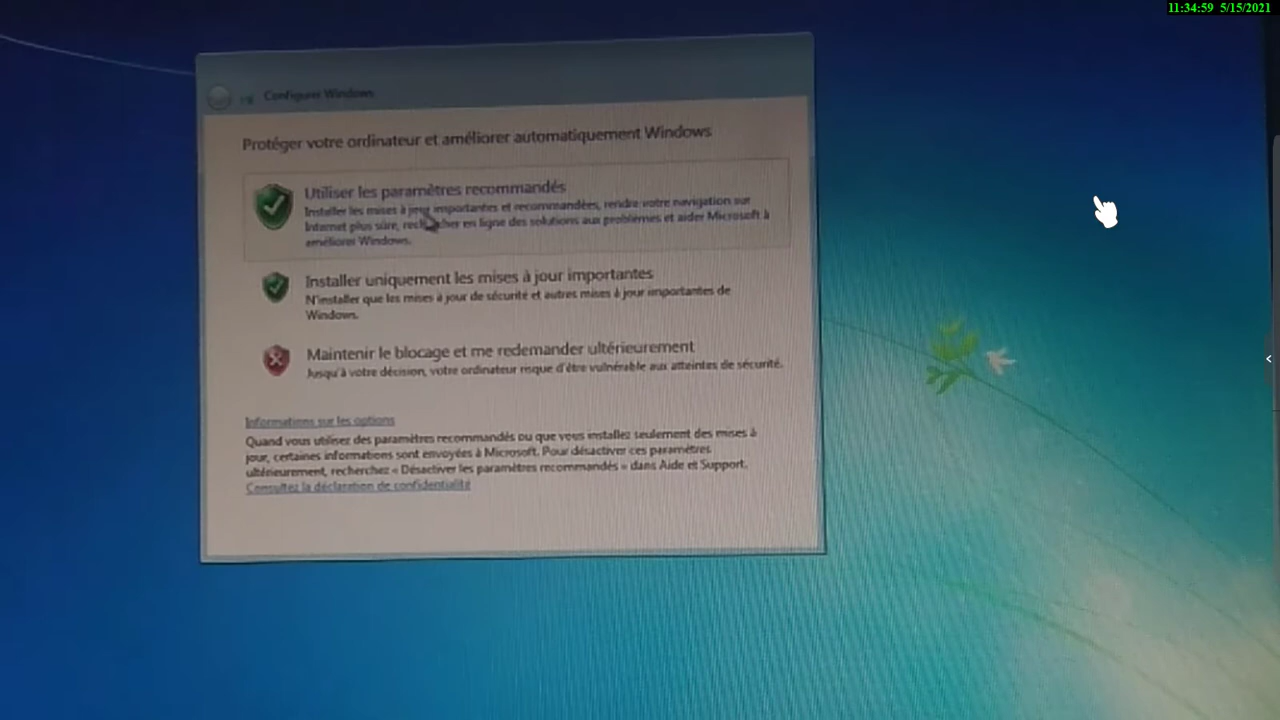 11:34:59 5/15/2021
Configurer Windows
Protéger votre ordinateur et améliorer automatiquement Windows
Utiliser les paramètres recommandés
Installer les mises à jour importantes et recommandées, rendre votre navigation sur
Internet plus sûre, rechercher en ligne des solutions aux problèmes et aider Microsoft à
améliorer Windows.
Installer uniquement les mises à jour importantes
N'installer que les mises à jour de sécurité et autres mises à jour importantes de
Windows.
Maintenir le blocage et me redemander ultérieurement
Jusqu'à votre décision, votre ordinateur risque d'être vulnérable aux atteintes de sécurité.
Informations sur les options
Quand vous utilisez des paramètres recommandés ou que vous installez seulement des mises à
jour, certaines informations sont envoyées à Microsoft. Pour désactiver ces paramètres
ultérieurement, recherchez « Désactiver les paramètres recommandés » dans Aide et Support.
Consultez la déclaration de confidentialité